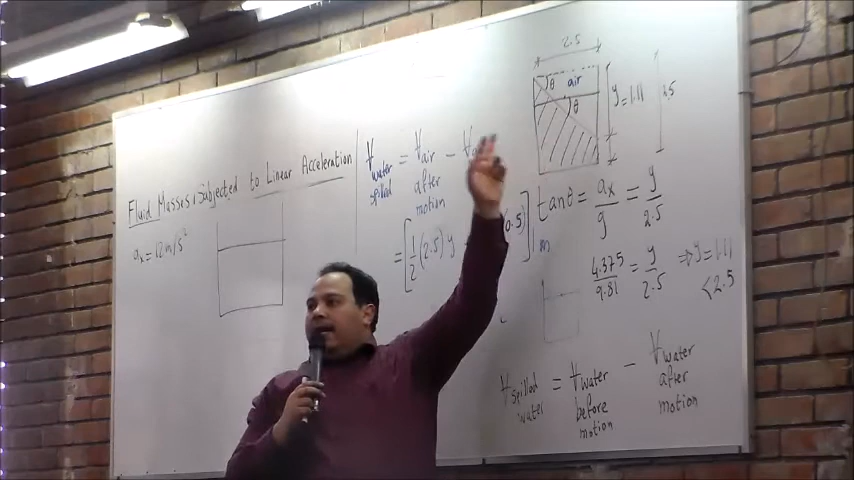 Fluid Masses Subjected to Linear Acceleration
aₓ = 12 m/s²
V water spilled = V air after motion - V
= [ 1/2 (2.5) y (0.5) ] 1 m
2.5
θ air
θ
y = 1.11
tanθ = aₓ/g = y/2.5
4.375/9.81 = y/2.5 ⇒ y = 1.11
< 2.5
V spilled water = V water before motion - V water after motion